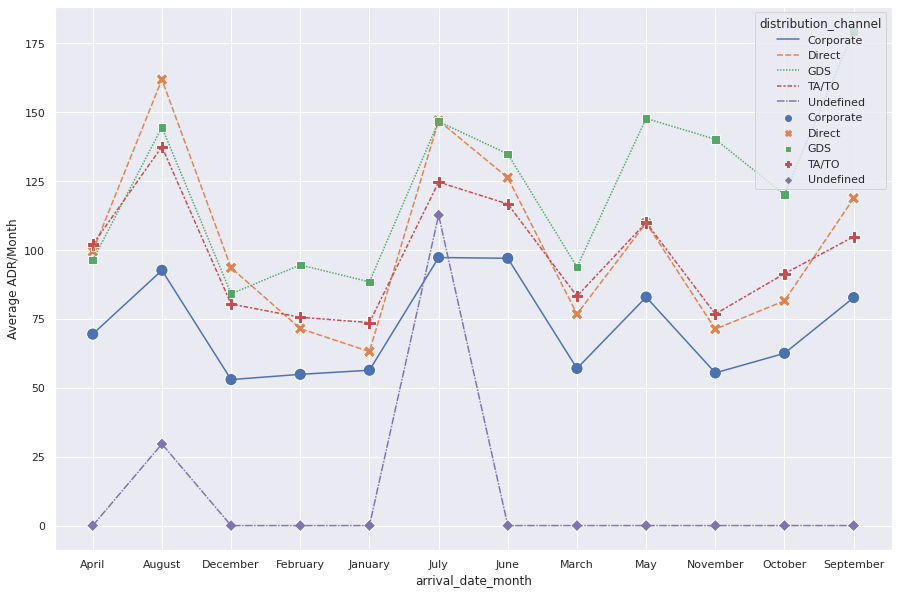 distribution_channel
Corporate
Direct
GDS
TA/TO
Undefined
Corporate
Direct
GDS
TA/TO
Undefined
175
150
125
100
75
50
25
0
Average ADR/Month
April August December February January July June March May November October September
arrival_date_month